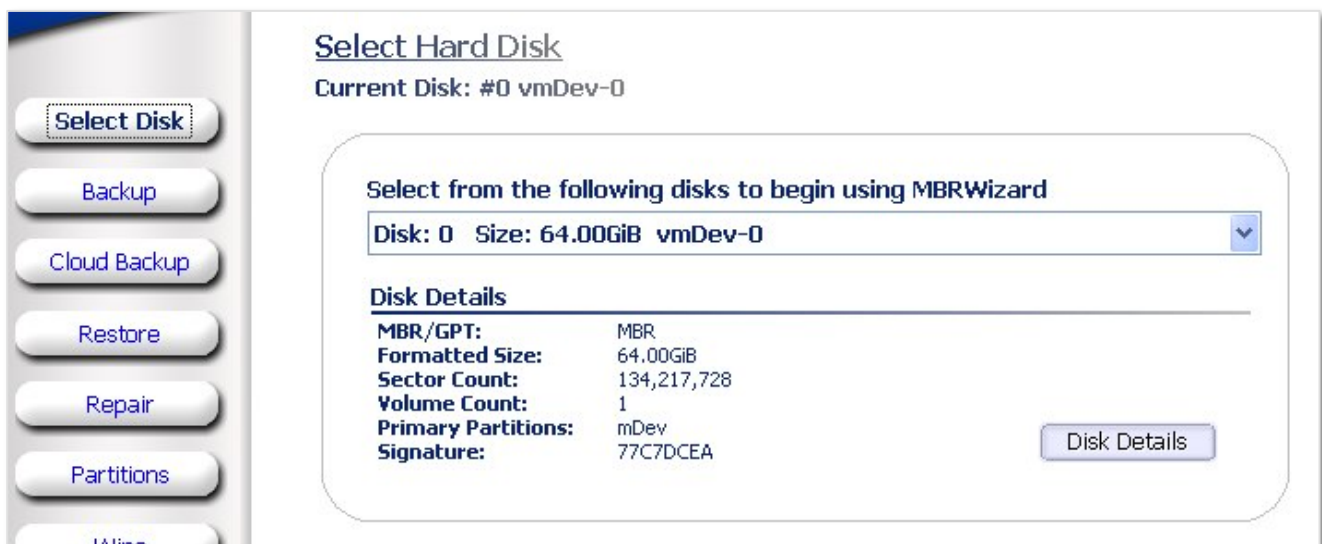 Select Hard Disk
Current Disk: #0 vmDev-0
Select Disk
Backup
Cloud Backup
Restore
Repair
Partitions
Select from the following disks to begin using MBRWizard
Disk: 0 Size: 64.00GiB vmDev-0
Disk Details
MBR/GPT: MBR
Formatted Size: 64.00GiB
Sector Count: 134,217,728
Volume Count: 1
Primary Partitions: mDev
Signature: 77C7DCEA
Disk Details